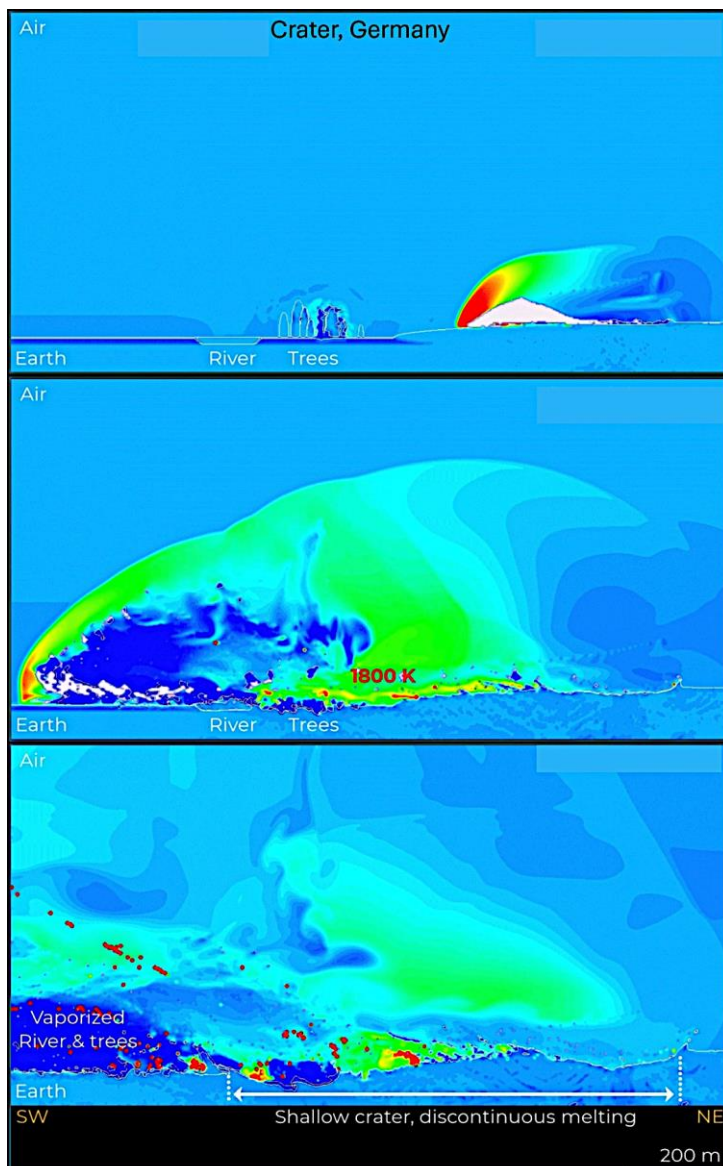 Air
Crater, Germany
Earth
River
Trees
Air
1800 K
Earth
River
Trees
Air
Vaporized
River & trees
Earth
SW
Shallow crater, discontinuous melting
NE
200 m